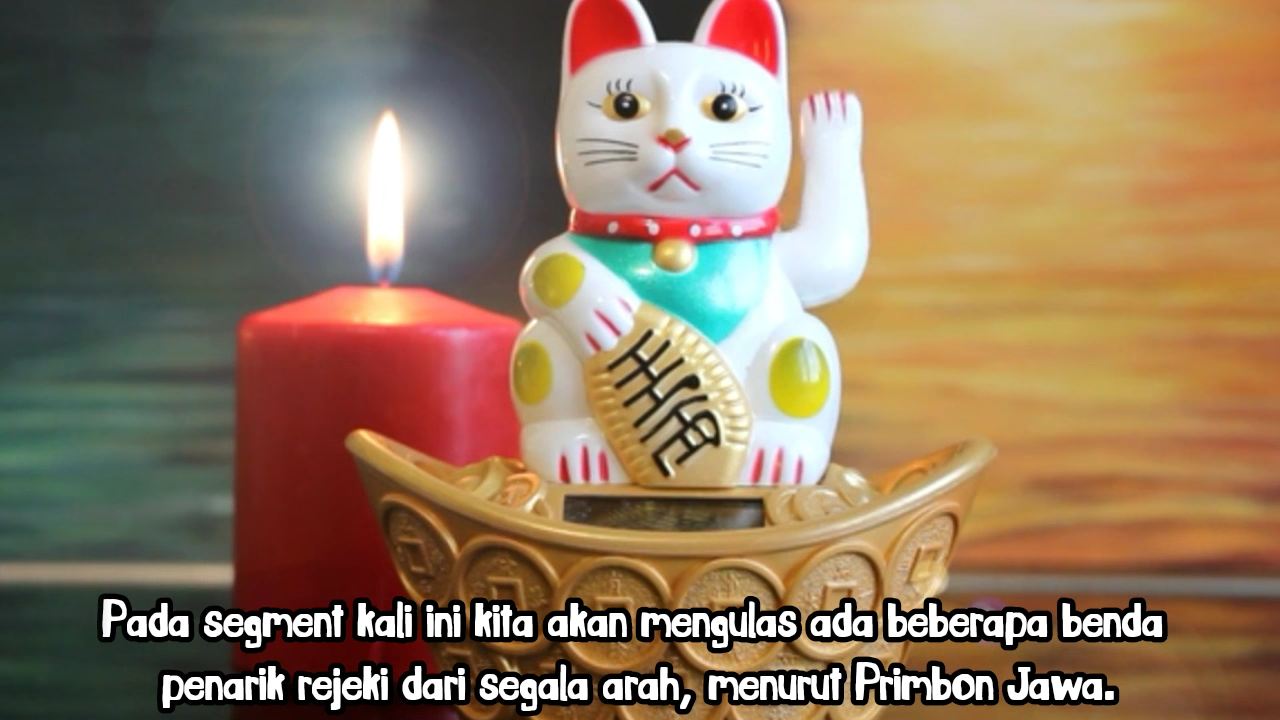 Pada segment kali ini kita akan mengulas ada beberapa benda
penarik rejeki dari segala arah, menurut Primbon Jawa.